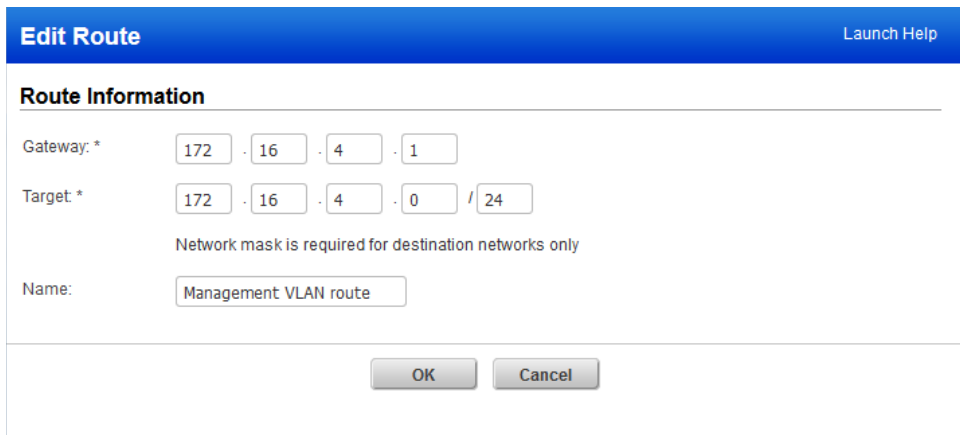 Edit Route
Launch Help
Route Information
Gateway: * 172 . 16 . 4 . 1
Target: * 172 . 16 . 4 . 0 / 24
Network mask is required for destination networks only
Name: Management VLAN route
OK Cancel